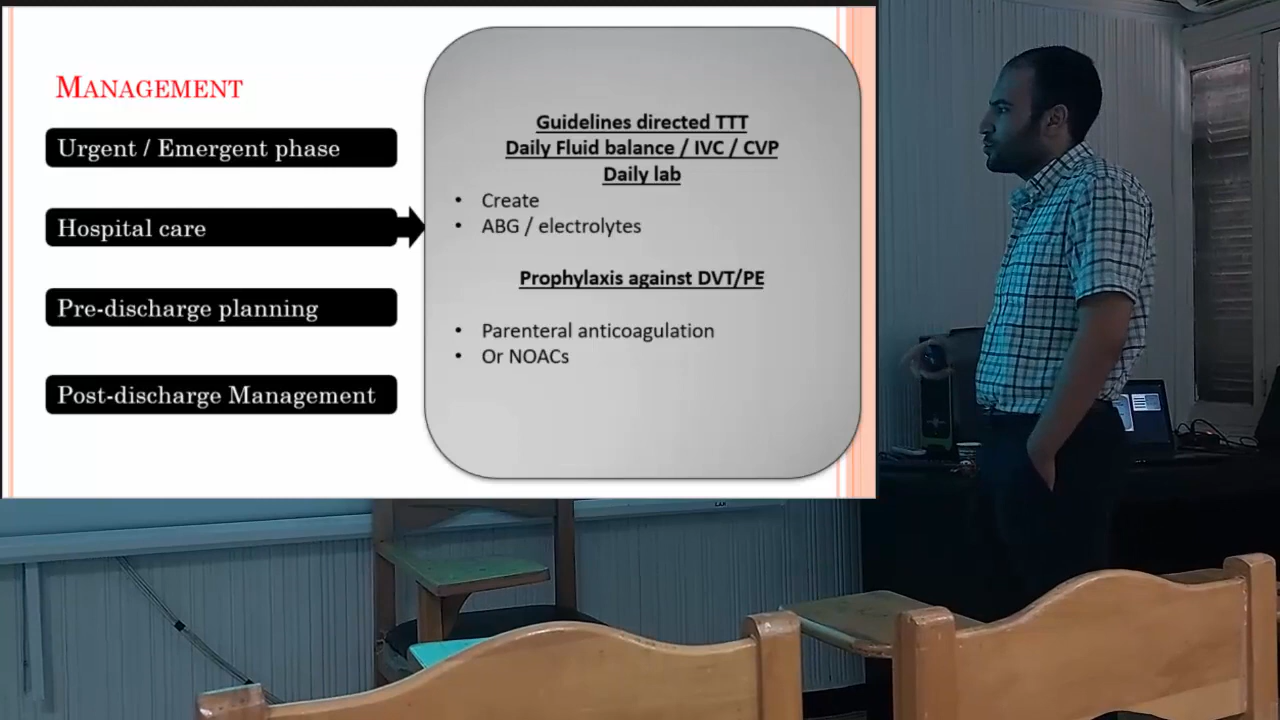 MANAGEMENT
Urgent / Emergent phase
Hospital care
Pre-discharge planning
Post-discharge Management
Guidelines directed TTT
Daily Fluid balance / IVC / CVP
Daily lab
• Create
• ABG / electrolytes
Prophylaxis against DVT/PE
• Parenteral anticoagulation
• Or NOACs